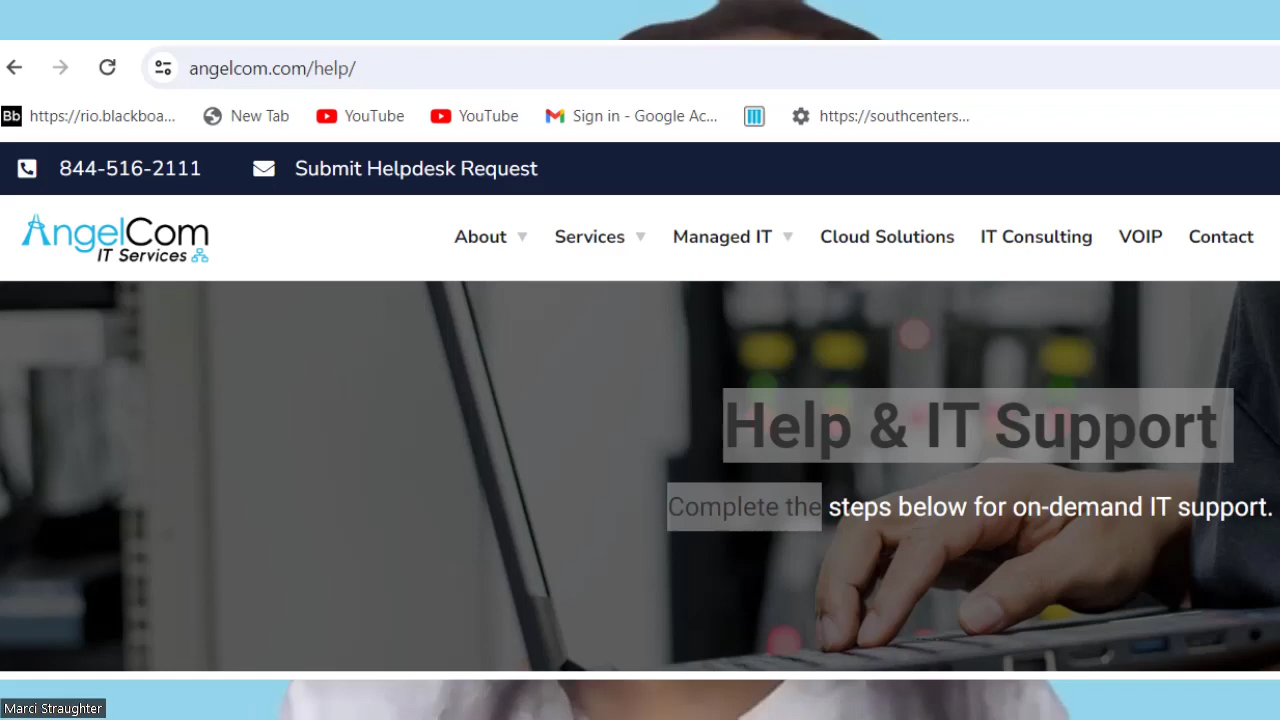 angelcom.com/help/
Bb https://rio.blackboa... New Tab YouTube YouTube Sign in - Google Ac... https://southcenters...
844-516-2111 Submit Helpdesk Request
AngelCom
IT Services
About Services Managed IT Cloud Solutions IT Consulting VOIP Contact
Help & IT Support
Complete the steps below for on-demand IT support.
Marci Straughter